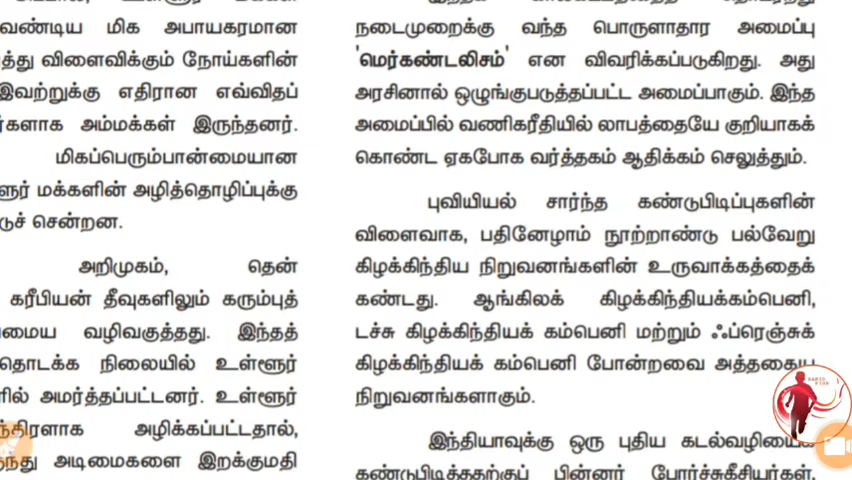 வேண்டிய மிக அபாயகரமான
விளைவிக்கும் நோய்களின்
இவற்றுக்கு எதிரான எவ்விதப்
அம்மக்கள் இருந்தனர்.
மிகப்பெரும்பான்மையான
மக்களின் அழித்தொழிப்புக்கு
சென்றன.
அறிமுகம், தென்
கரீபியன் தீவுகளிலும் கரும்புத்
வழிவகுத்தது. இந்தத்
தொடக்க நிலையில் உள்ளூர்
அமர்த்தப்பட்டனர். உள்ளூர்
அழிக்கப்பட்டதால்,
அடிமைகளை இறக்குமதி
நடைமுறைக்கு வந்த பொருளாதார அமைப்பு
'மெர்கண்டலிசம்' என விவரிக்கப்படுகிறது. அது
அரசினால் ஒழுங்குபடுத்தப்பட்ட அமைப்பாகும். இந்த
அமைப்பில் வணிகரீதியில் லாபத்தையே குறியாகக்
கொண்ட ஏகபோக வர்த்தகம் ஆதிக்கம் செலுத்தும்.
புவியியல் சார்ந்த கண்டுபிடிப்புகளின்
விளைவாக, பதினேழாம் நூற்றாண்டு பல்வேறு
கிழக்கிந்திய நிறுவனங்களின் உருவாக்கத்தைக்
கண்டது. ஆங்கிலக் கிழக்கிந்தியக்கம்பெனி,
டச்சு கிழக்கிந்தியக் கம்பெனி மற்றும் ஃப்ரெஞ்சுக்
கிழக்கிந்தியக் கம்பெனி போன்றவை அத்தகைய
நிறுவனங்களாகும்.
இந்தியாவுக்கு ஒரு புதிய கடல்வழியைக்
கண்டுபிடித்ததற்குப் பின்னர் போர்ச்சுகீசியர்கள்,